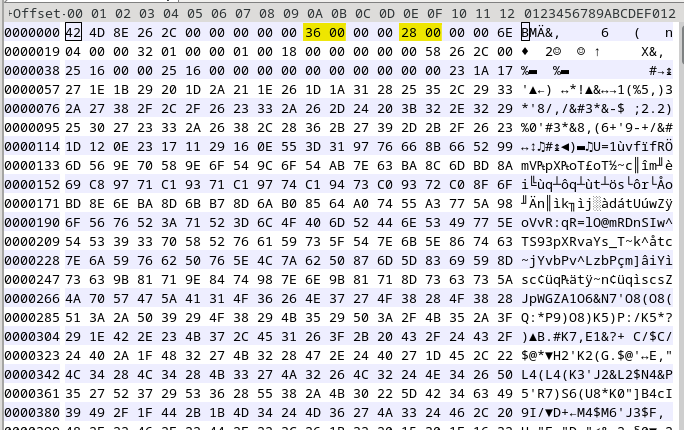 Offset 00 01 02 03 04 05 06 07 08 09 0A 0B 0C 0D 0E 0F 10 11 12 0123456789ABCDEF012
0000000 42 4D 8E 26 2C 00 00 00 00 00 36 00 00 00 28 00 00 00 6E BMÄ&, 6 ( n
0000019 04 00 00 32 01 00 00 01 00 18 00 00 00 00 00 58 26 2C 00 ♦ 2☺ ☺ ↑ X&,
0000038 25 16 00 00 25 16 00 00 00 00 00 00 00 00 00 00 23 1A 17 %▬ %▬ #→↨
0000057 27 1E 1B 29 20 1D 2A 21 1E 26 1D 1A 31 28 25 35 2C 29 33 '▲←) ↔*!▲&↔→1(%5,)3
0000076 2A 27 38 2F 2C 2F 26 23 33 2A 26 2D 24 20 3B 32 2E 32 29 *'8/,/&#3*&-$ ;2.2)
0000095 25 30 27 23 33 2A 26 38 2C 28 36 2B 27 39 2D 2B 2F 26 23 %0'#3*&8,(6+'9-+/&#
0000114 1D 12 0E 23 17 11 29 16 0E 55 3D 31 97 76 66 8B 66 52 99 ↔↕♫#↨◄)▬♫U=1ùvfïfRÖ
0000133 6D 56 9E 70 58 9E 6F 54 9C 6F 54 AB 7E 63 BA 8C 6D BD 8A mV₧pX₧oT£oT½~c║îm╜è
0000152 69 C8 97 71 C1 93 71 C1 97 74 C1 94 73 C0 93 72 C0 8F 6F i╚ùq┴ôq┴ùt┴ös└ôr└Åo
0000171 BD 8E 6E BA 8D 6B B7 8D 6A B0 85 64 A0 74 55 A3 77 5A 98 ╜Än║ìk╖ìj░àdátUúwZÿ
0000190 6F 56 76 52 3A 71 52 3D 6C 4F 40 6D 52 44 6E 53 49 77 5E oVvR:qR=lO@mRDnSIw^
0000209 54 53 39 33 70 58 52 76 61 59 73 5F 54 7E 6B 5E 86 74 63 TS93pXRvaYs_T~k^åtc
0000228 7E 6A 59 76 62 50 76 5E 4C 7A 62 50 87 6D 5D 83 69 59 8D ~jYvbPv^LzbPçm]âiYì
0000247 73 63 9B 81 71 9E 84 74 98 7E 6E 9B 81 71 8D 73 63 73 5A sc¢üq₧ätÿ~n¢üqìscsZ
0000266 4A 70 57 47 5A 41 31 4F 36 26 4E 37 27 4F 38 28 4F 38 28 JpWGZA1O6&N7'O8(O8(
0000285 51 3A 2A 50 39 29 4F 38 29 4B 35 29 50 3A 2F 4B 35 2A 3F Q:*P9)O8)K5)P:/K5*?
0000304 29 1E 42 2E 23 4B 37 2C 45 31 26 3F 2B 20 43 2F 24 43 2F )▲B.#K7,E1&?+ C/$C/
0000323 24 40 2A 1F 48 32 27 4B 32 28 47 2E 24 40 27 1D 45 2C 22 $@*▼H2'K2(G.$@'↔E,"
0000342 4C 34 28 4C 34 28 4B 33 27 4A 32 26 4C 32 24 4E 34 26 50 L4(L4(K3'J2&L2$N4&P
0000361 35 27 52 37 29 53 36 28 55 38 2A 4B 30 22 5D 42 34 63 49 5'R7)S6(U8*K0"]B4cI
0000380 39 49 2F 1F 44 2B 1B 4D 34 24 4D 36 27 4A 33 24 46 2C 20 9I/▼D+←M4$M6'J3$F,